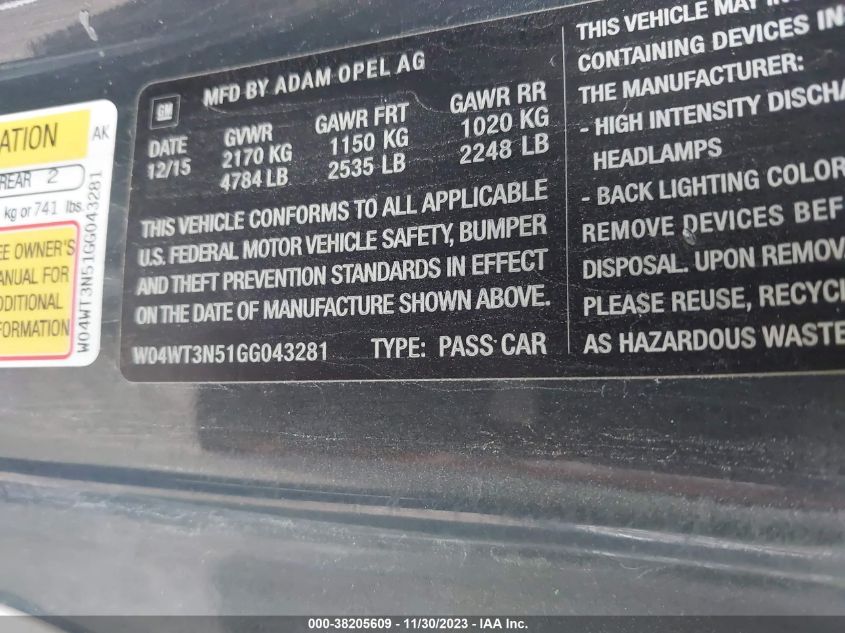 ATION
AK
REAR 2
kg or 741 lbs.
EE OWNER'S
ANUAL FOR
DDITIONAL
FORMATION
W04WT3N51GG043281
GM
MFD BY ADAM OPEL AG
DATE GVWR GAWR FRT GAWR RR
12/15 2170 KG 1150 KG 1020 KG
4784 LB 2535 LB 2248 LB
THIS VEHICLE CONFORMS TO ALL APPLICABLE
U.S. FEDERAL MOTOR VEHICLE SAFETY, BUMPER
AND THEFT PREVENTION STANDARDS IN EFFECT
ON THE DATE OF MANUFACTURE SHOWN ABOVE.
W04WT3N51GG043281 TYPE: PASS CAR
THIS VEHICLE MAY IN
CONTAINING DEVICES IN
THE MANUFACTURER:
- HIGH INTENSITY DISCHA
HEADLAMPS
- BACK LIGHTING COLOR
REMOVE DEVICES BEF
DISPOSAL. UPON REMOVA
PLEASE REUSE, RECYCL
AS HAZARDOUS WASTE
000-38205609 - 11/30/2023 - IAA Inc.